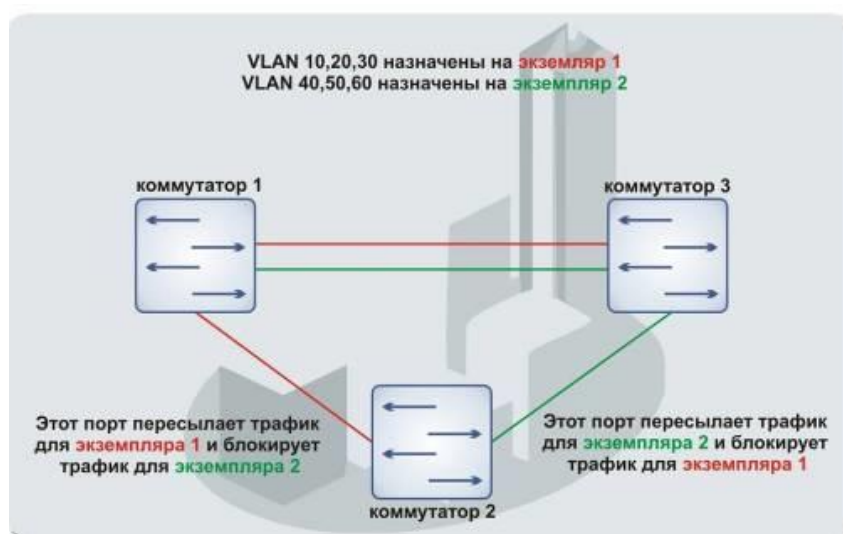 VLAN 10,20,30 назначены на экземляр 1
VLAN 40,50,60 назначены на экземпляр 2
коммутатор 1
коммутатор 3
Этот порт пересылает трафик
для экземпляра 1 и блокирует
трафик для экземпляра 2
Этот порт пересылает трафик
для экземпляра 2 и блокирует
трафик для экземпляра 1
коммутатор 2